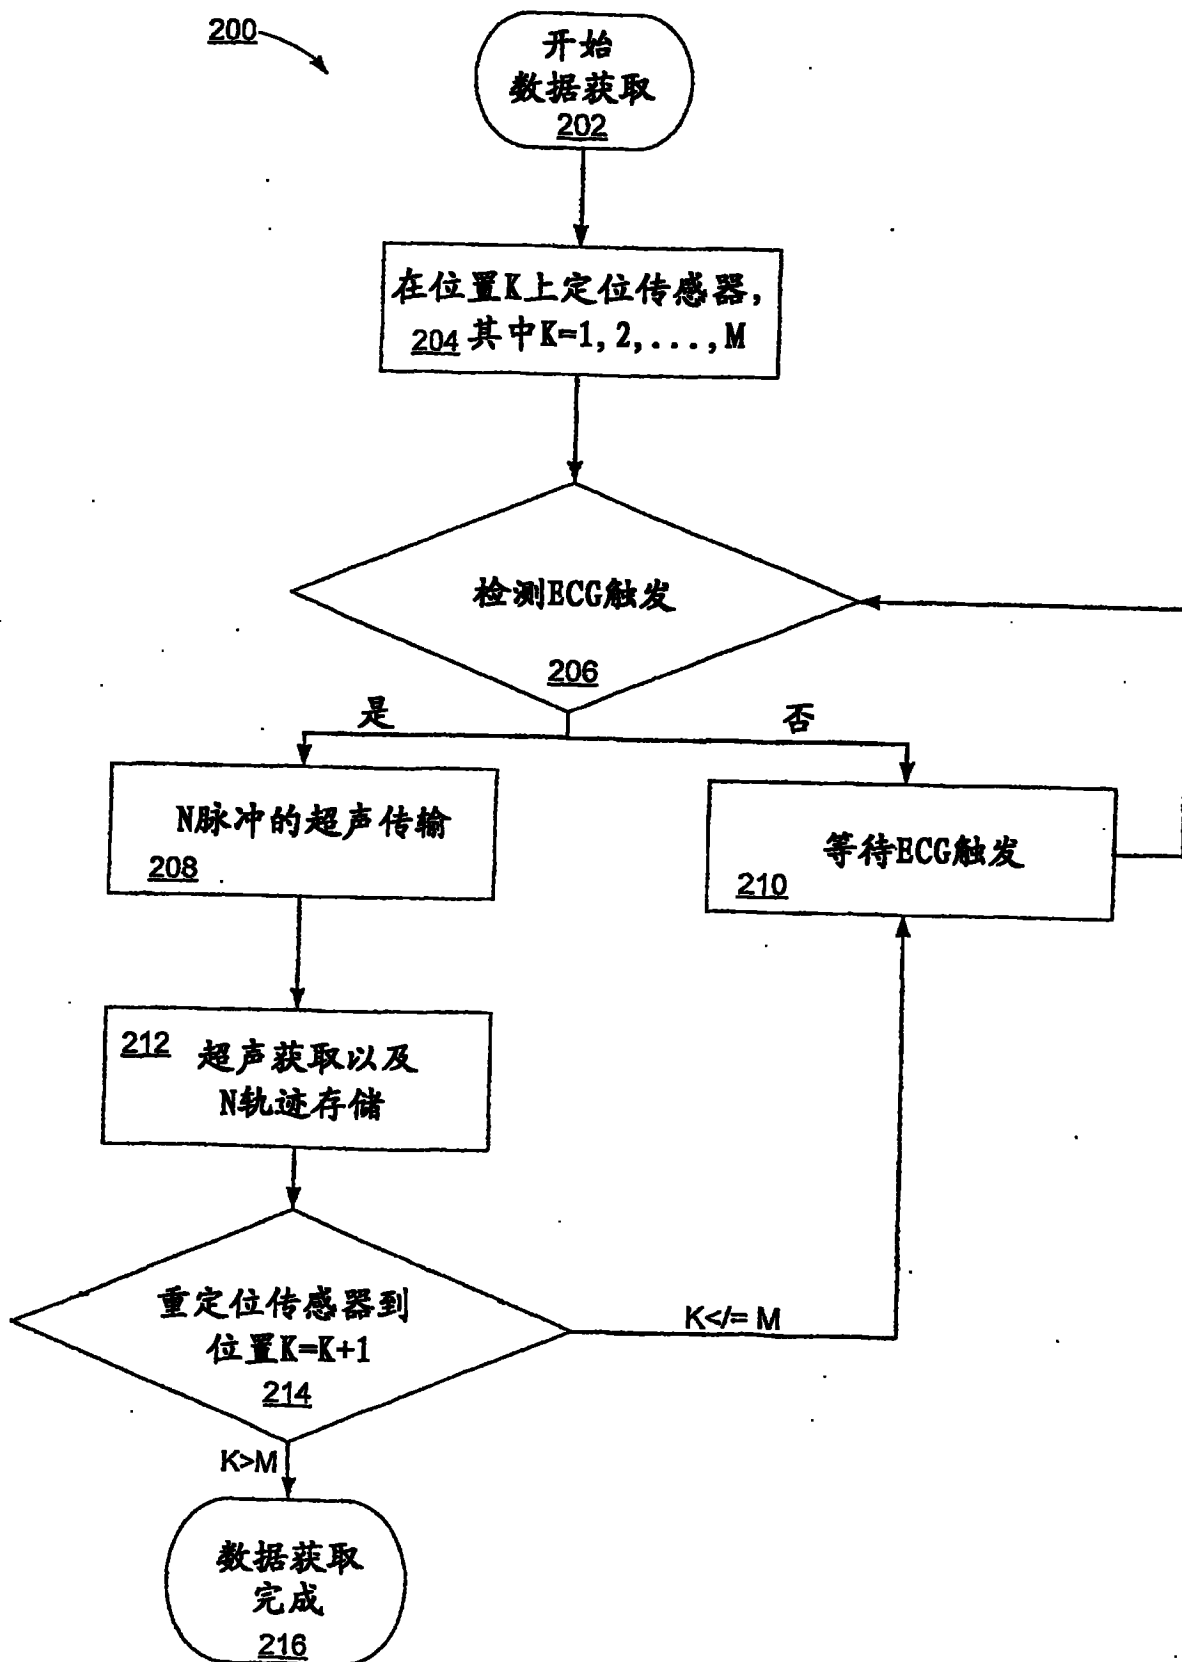 200
开始
数据获取
202
在位置K上定位传感器,
204 其中K=1,2,...,M
检测ECG触发
206
是
否
N脉冲的超声传输
208
等待ECG触发
210
212 超声获取以及
N轨迹存储
重定位传感器到
位置K=K+1
214
K</= M
K>M
数据获取
完成
216